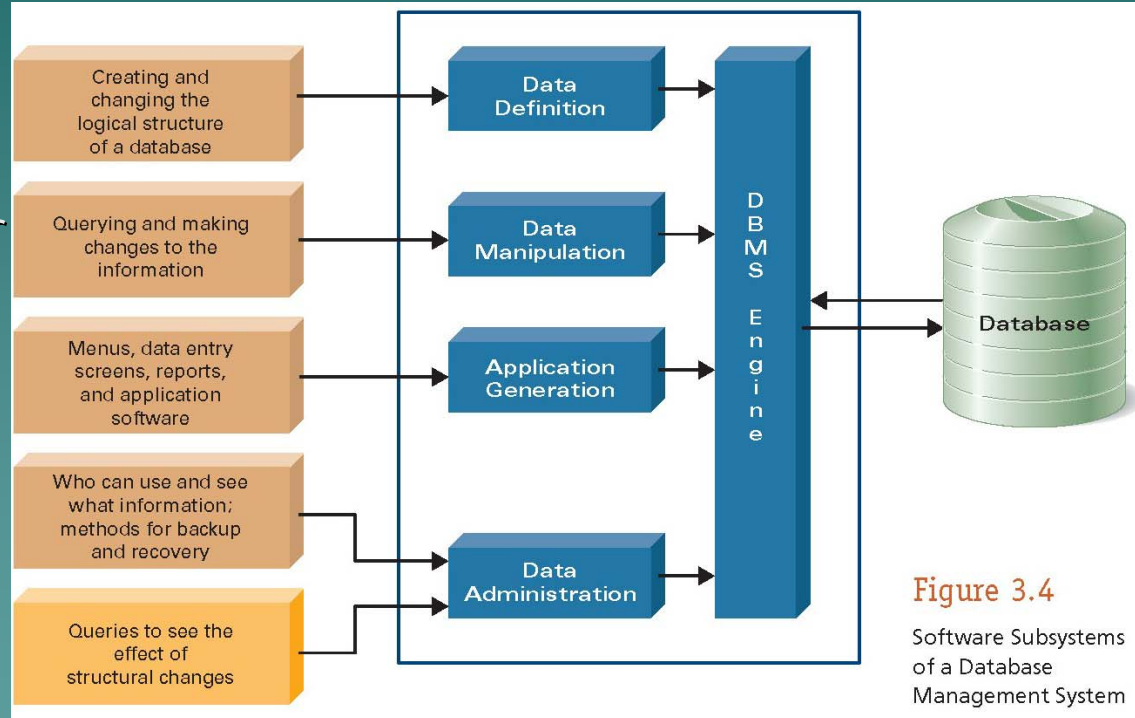 Creating and
changing the
logical structure
of a database
Data
Definition
Querying and making
changes to the
information
Data
Manipulation
Menus, data entry
screens, reports,
and application
software
Application
Generation
Who can use and see
what information;
methods for backup
and recovery
Data
Administration
Queries to see the
effect of
structural changes
D
B
M
S
E
n
g
i
n
e
Database
Figure 3.4
Software Subsystems
of a Database
Management System